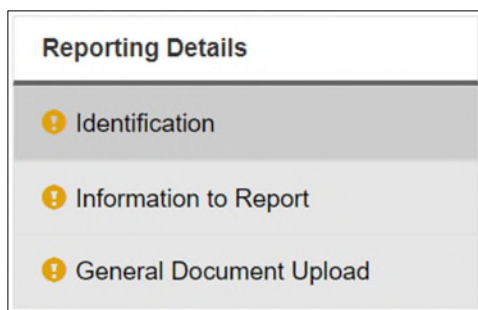 Reporting Details
Identification
Information to Report
General Document Upload